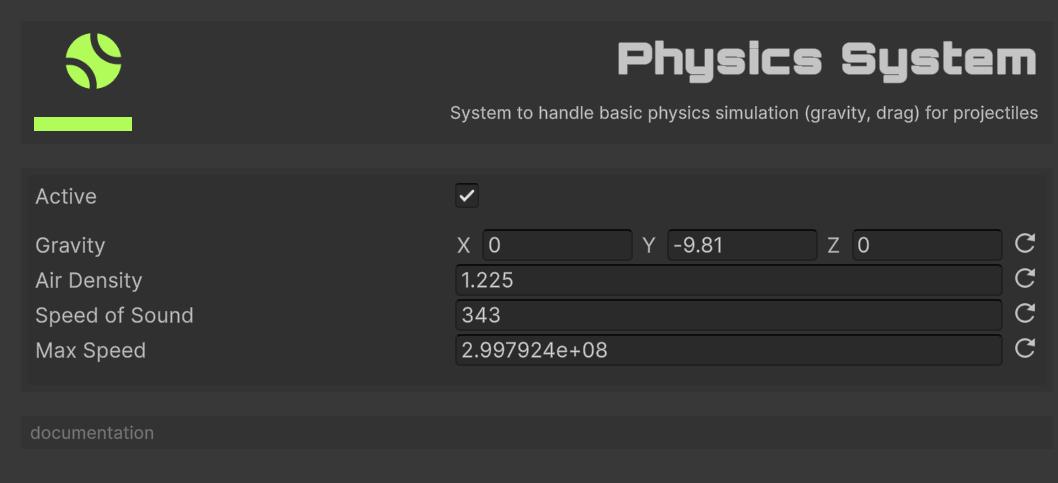 Physics System
System to handle basic physics simulation (gravity, drag) for projectiles
Active
Gravity X 0 Y -9.81 Z 0
Air Density 1.225
Speed of Sound 343
Max Speed 2.997924e+08
documentation